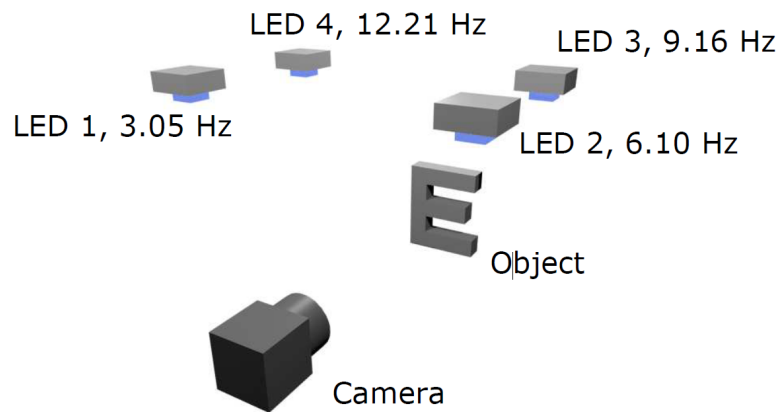 LED 4, 12.21 Hz
LED 3, 9.16 Hz
LED 1, 3.05 Hz
LED 2, 6.10 Hz
E
Object
Camera